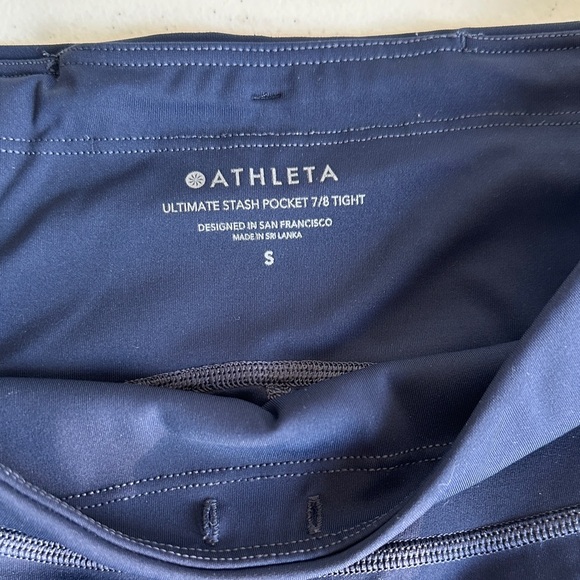 ATHLETA
ULTIMATE STASH POCKET 7/8 TIGHT
DESIGNED IN SAN FRANCISCO
MADE IN SRI LANKA
S